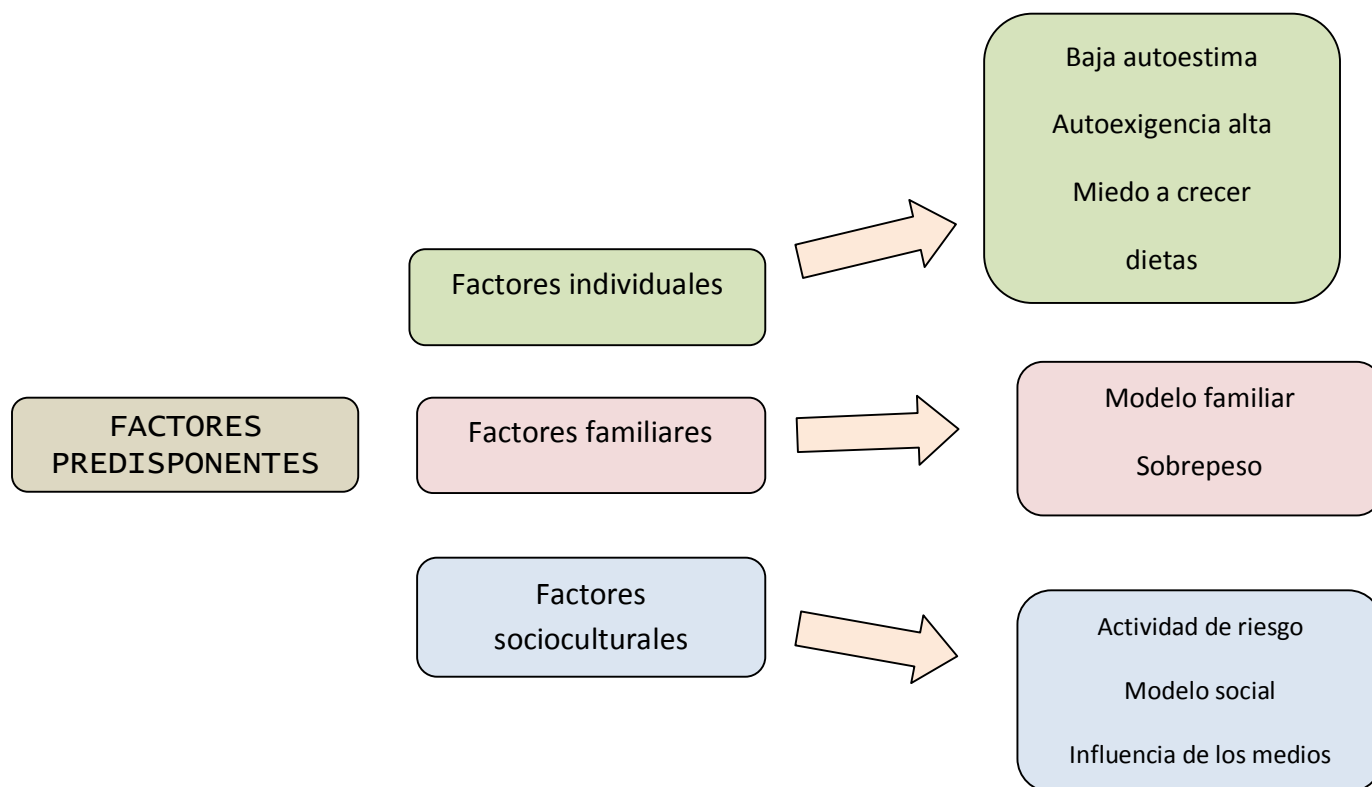 FACTORES
PREDISPONENTES
Factores individuales
Baja autoestima
Autoexigencia alta
Miedo a crecer
dietas
Factores familiares
Modelo familiar
Sobrepeso
Factores
socioculturales
Actividad de riesgo
Modelo social
Influencia de los medios